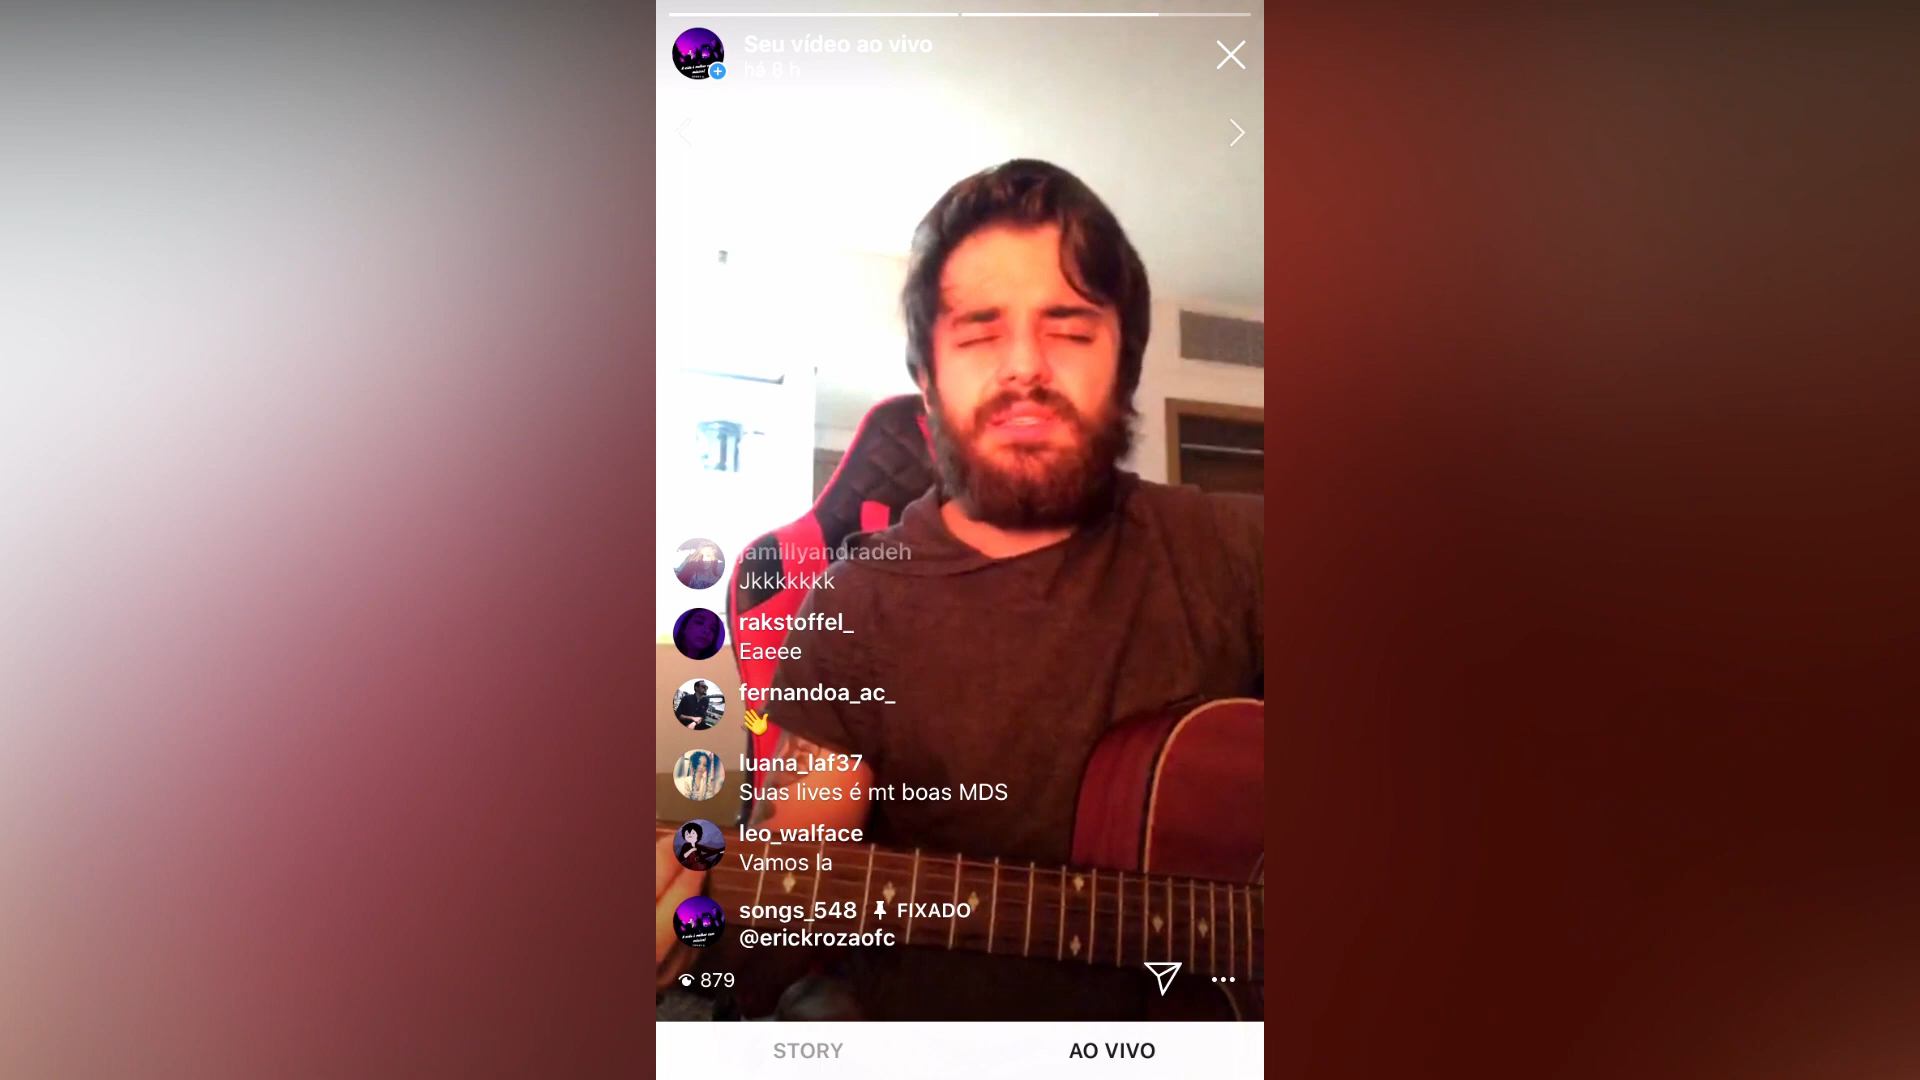 Seu vídeo ao vivo
há 8 h
jamillyandradeh
Jkkkkkkk
rakstoffel_
Eaeee
fernandoa_ac_
👋
luana_laf37
Suas lives é mt boas MDS
leo_walface
Vamos la
songs_548 FIXADO
@erickrozaofc
879
STORY AO VIVO